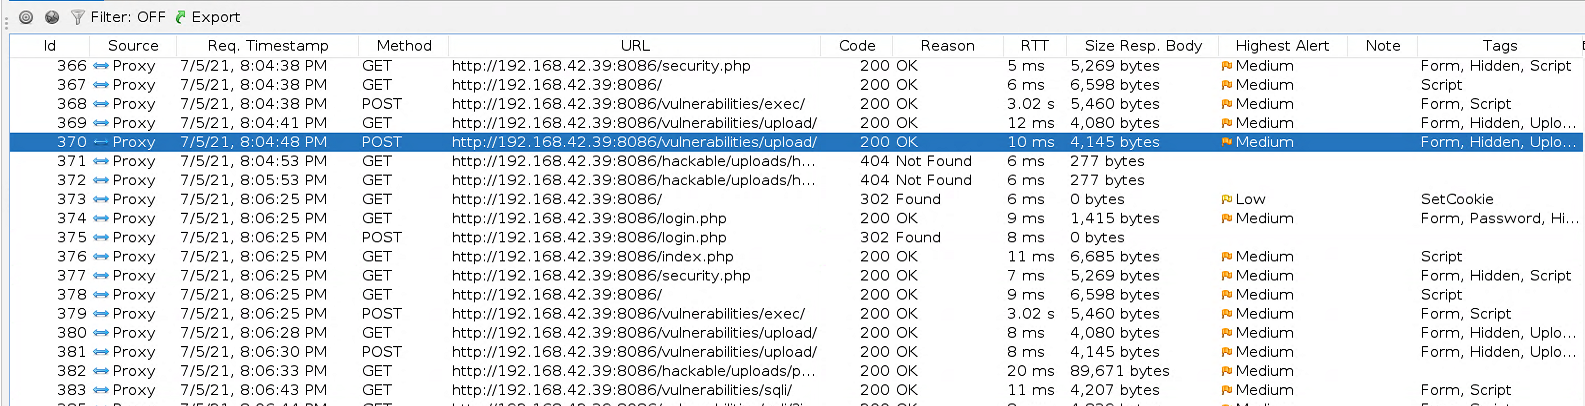 Filter: OFF Export
Id Source Req. Timestamp Method URL Code Reason RTT Size Resp. Body Highest Alert Note Tags
366 Proxy 7/5/21, 8:04:38 PM GET http://192.168.42.39:8086/security.php 200 OK 5 ms 5,269 bytes Medium Form, Hidden, Script
367 Proxy 7/5/21, 8:04:38 PM GET http://192.168.42.39:8086/ 200 OK 6 ms 6,598 bytes Medium Script
368 Proxy 7/5/21, 8:04:38 PM POST http://192.168.42.39:8086/vulnerabilities/exec/ 200 OK 3.02 s 5,460 bytes Medium Form, Script
369 Proxy 7/5/21, 8:04:41 PM GET http://192.168.42.39:8086/vulnerabilities/upload/ 200 OK 12 ms 4,080 bytes Medium Form, Hidden, Uplo...
370 Proxy 7/5/21, 8:04:48 PM POST http://192.168.42.39:8086/vulnerabilities/upload/ 200 OK 10 ms 4,145 bytes Medium Form, Hidden, Uplo...
371 Proxy 7/5/21, 8:04:53 PM GET http://192.168.42.39:8086/hackable/uploads/h... 404 Not Found 6 ms 277 bytes
372 Proxy 7/5/21, 8:05:53 PM GET http://192.168.42.39:8086/hackable/uploads/h... 404 Not Found 6 ms 277 bytes
373 Proxy 7/5/21, 8:06:25 PM GET http://192.168.42.39:8086/ 302 Found 6 ms 0 bytes Low SetCookie
374 Proxy 7/5/21, 8:06:25 PM GET http://192.168.42.39:8086/login.php 200 OK 9 ms 1,415 bytes Medium Form, Password, Hi...
375 Proxy 7/5/21, 8:06:25 PM POST http://192.168.42.39:8086/login.php 302 Found 8 ms 0 bytes
376 Proxy 7/5/21, 8:06:25 PM GET http://192.168.42.39:8086/index.php 200 OK 11 ms 6,685 bytes Medium Script
377 Proxy 7/5/21, 8:06:25 PM GET http://192.168.42.39:8086/security.php 200 OK 7 ms 5,269 bytes Medium Form, Hidden, Script
378 Proxy 7/5/21, 8:06:25 PM GET http://192.168.42.39:8086/ 200 OK 9 ms 6,598 bytes Medium Script
379 Proxy 7/5/21, 8:06:25 PM POST http://192.168.42.39:8086/vulnerabilities/exec/ 200 OK 3.02 s 5,460 bytes Medium Form, Script
380 Proxy 7/5/21, 8:06:28 PM GET http://192.168.42.39:8086/vulnerabilities/upload/ 200 OK 8 ms 4,080 bytes Medium Form, Hidden, Uplo...
381 Proxy 7/5/21, 8:06:30 PM POST http://192.168.42.39:8086/vulnerabilities/upload/ 200 OK 8 ms 4,145 bytes Medium Form, Hidden, Uplo...
382 Proxy 7/5/21, 8:06:33 PM GET http://192.168.42.39:8086/hackable/uploads/p... 200 OK 20 ms 89,671 bytes Medium
383 Proxy 7/5/21, 8:06:43 PM GET http://192.168.42.39:8086/vulnerabilities/sqli/ 200 OK 11 ms 4,207 bytes Medium Form, Script